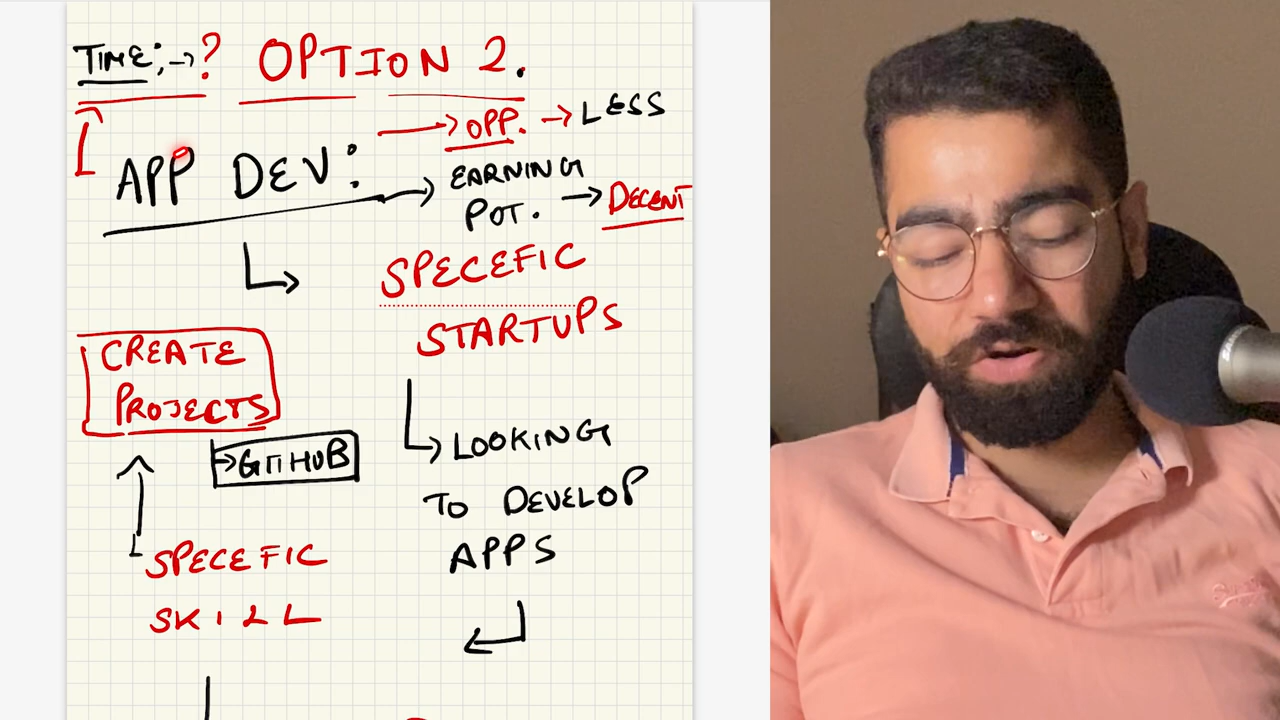 TIME:→? OPTION 2.
→ OPP. → LESS
APP DEV:
→ EARNING
POT. → DECENT
SPECEFIC
STARTUPS
CREATE
PROJECTS
→GITHUB
LOOKING
TO DEVELOP
APPS
SPECEFIC
SKILL